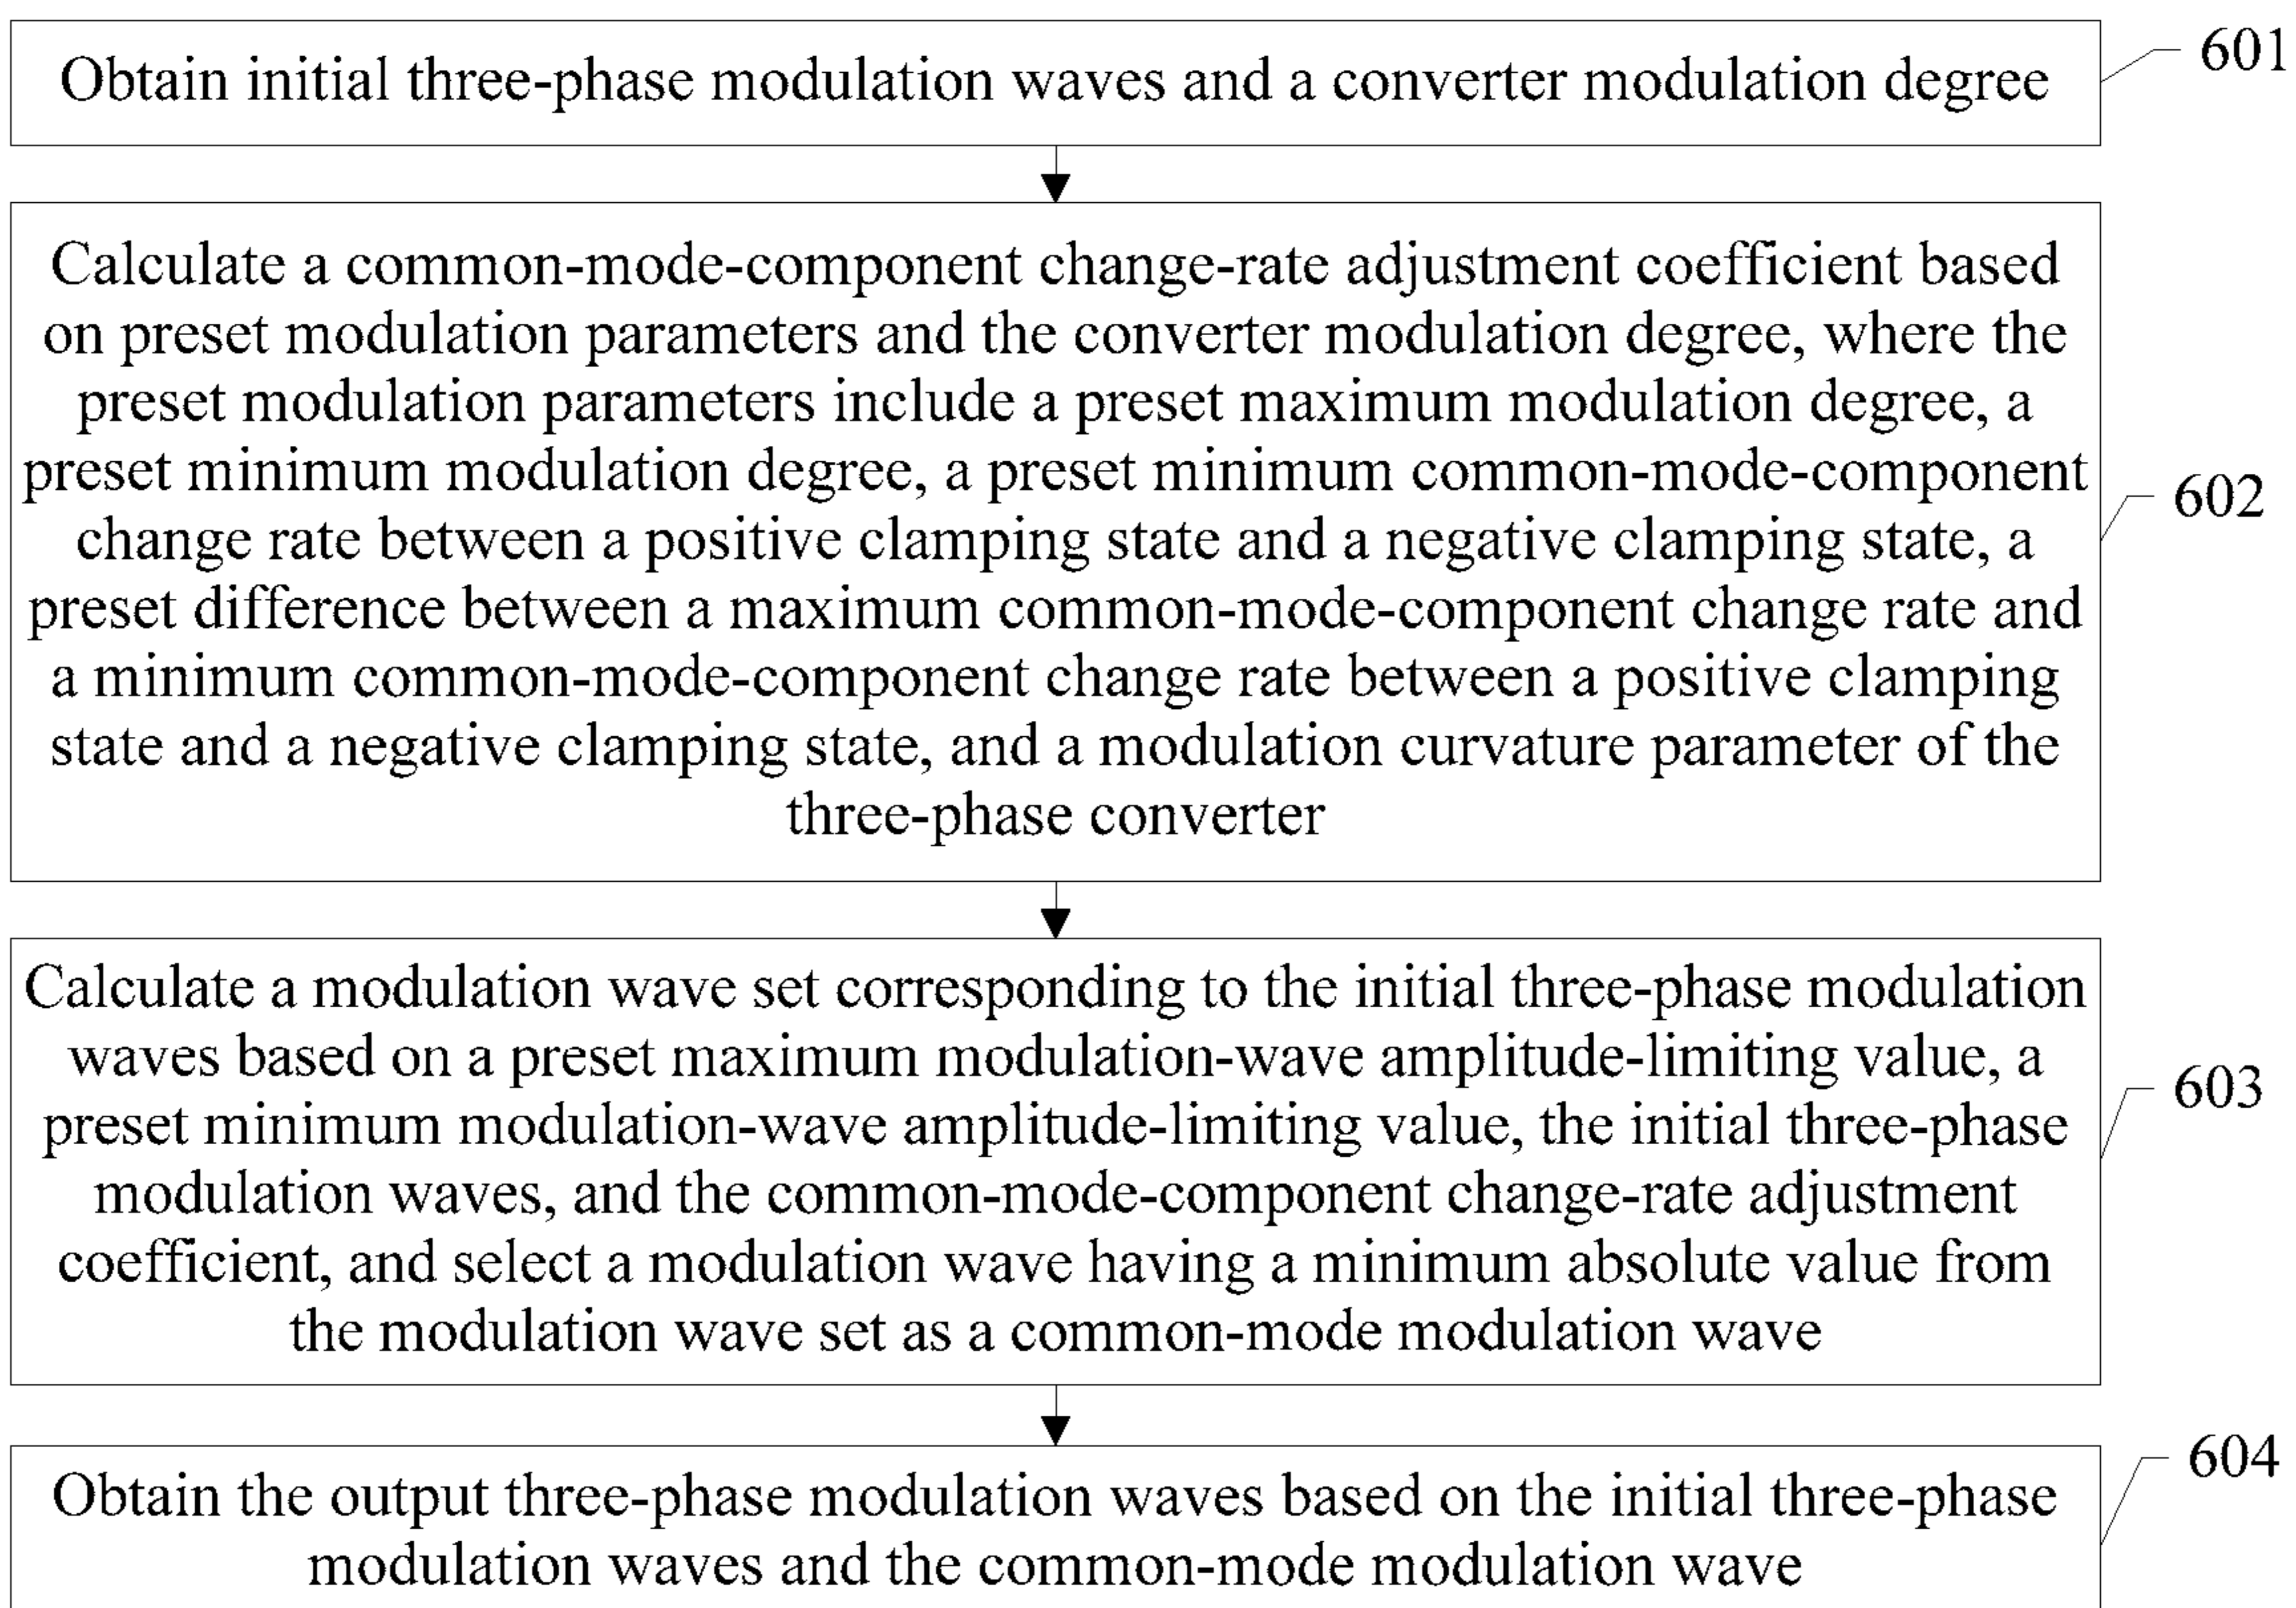 Obtain initial three-phase modulation waves and a converter modulation degree
601
Calculate a common-mode-component change-rate adjustment coefficient based
on preset modulation parameters and the converter modulation degree, where the
preset modulation parameters include a preset maximum modulation degree, a
preset minimum modulation degree, a preset minimum common-mode-component
change rate between a positive clamping state and a negative clamping state, a
preset difference between a maximum common-mode-component change rate and
a minimum common-mode-component change rate between a positive clamping
state and a negative clamping state, and a modulation curvature parameter of the
three-phase converter
602
Calculate a modulation wave set corresponding to the initial three-phase modulation
waves based on a preset maximum modulation-wave amplitude-limiting value, a
preset minimum modulation-wave amplitude-limiting value, the initial three-phase
modulation waves, and the common-mode-component change-rate adjustment
coefficient, and select a modulation wave having a minimum absolute value from
the modulation wave set as a common-mode modulation wave
603
Obtain the output three-phase modulation waves based on the initial three-phase
modulation waves and the common-mode modulation wave
604